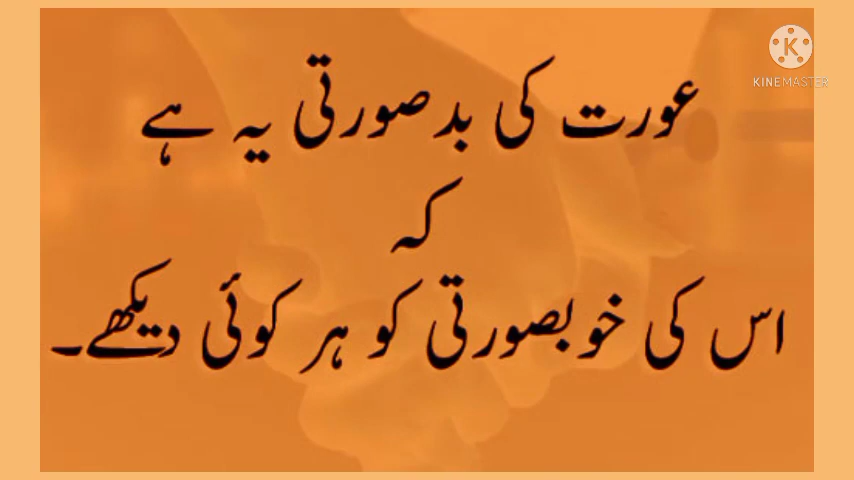 KINEMASTER
عورت کی بدصورتی یہ ہے
کہ
اس کی خوبصورتی کو ہر کوئی دیکھے۔